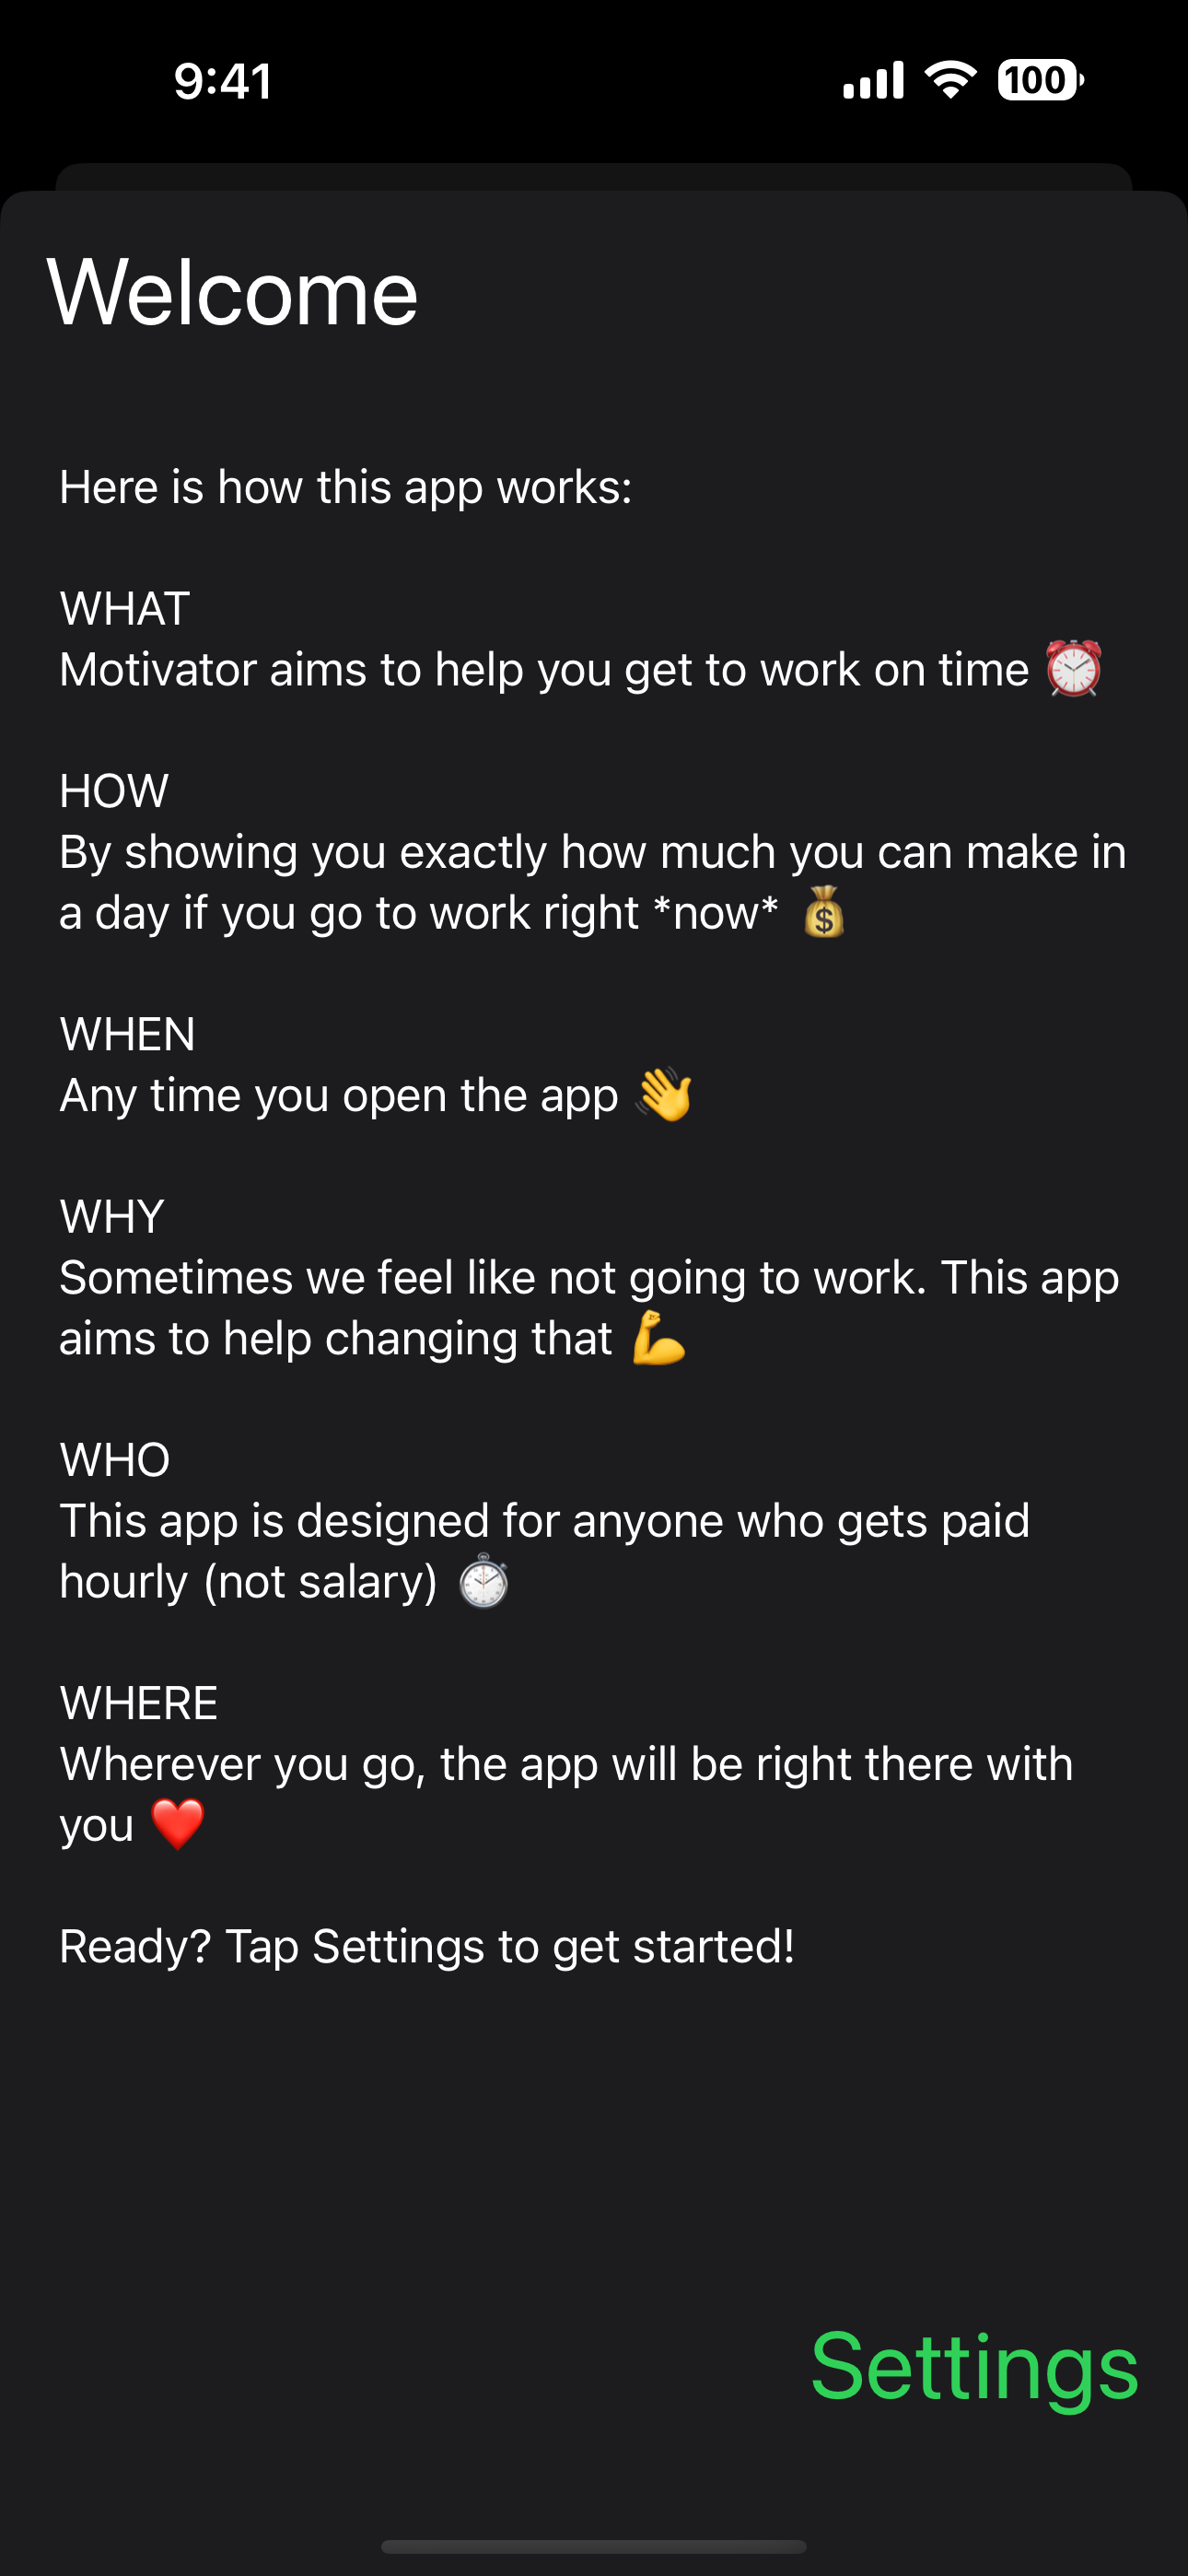 9:41
100
Welcome
Here is how this app works:
WHAT
Motivator aims to help you get to work on time ⏰
HOW
By showing you exactly how much you can make in
a day if you go to work right *now* 💰
WHEN
Any time you open the app 👋
WHY
Sometimes we feel like not going to work. This app
aims to help changing that 💪
WHO
This app is designed for anyone who gets paid
hourly (not salary) ⏱️
WHERE
Wherever you go, the app will be right there with
you ❤️
Ready? Tap Settings to get started!
Settings